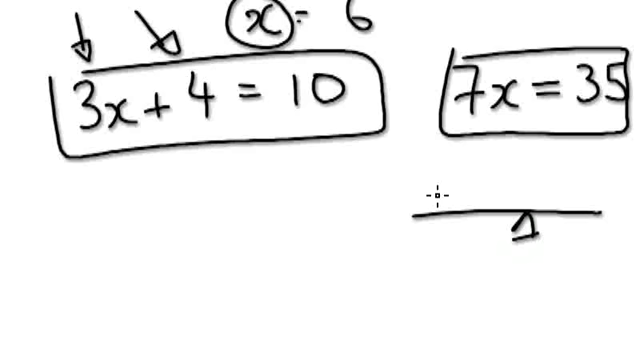 x = 6
3x + 4 = 10
7x = 35